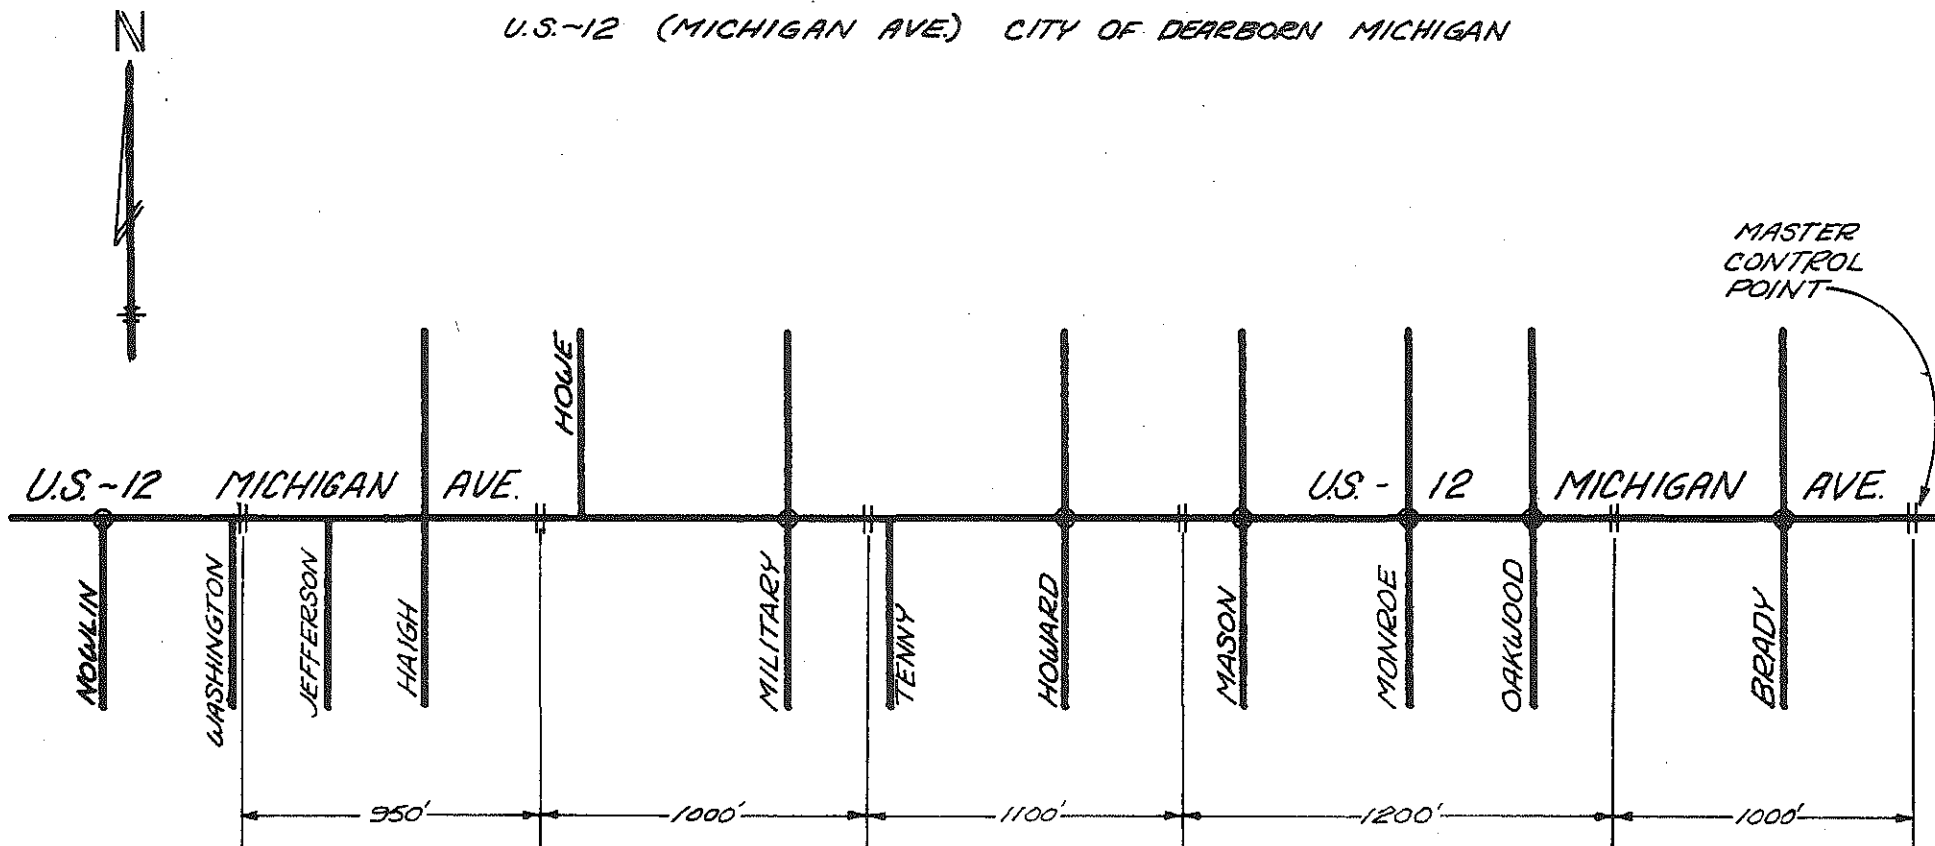 U.S.~12 (MICHIGAN AVE.) CITY OF DEARBORN MICHIGAN
N
MASTER
CONTROL
POINT
HOWE
U.S.~12 MICHIGAN AVE. U.S.- 12 MICHIGAN AVE.
NOWLIN
WASHINGTON
JEFFERSON
HAIGH
MILITARY
TENNY
HOWARD
MASON
MONROE
OAKWOOD
BRADY
950' 1000' 1100' 1200' 1000'